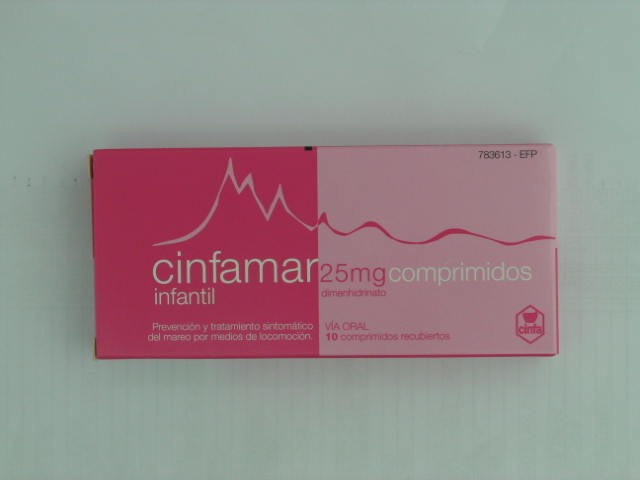 783613 - EFP
cinfamar 25mg comprimidos
infantil
dimenhidrinato
Prevención y tratamiento sintomático
del mareo por medios de locomoción.
VÍA ORAL
10 comprimidos recubiertos
cinfa